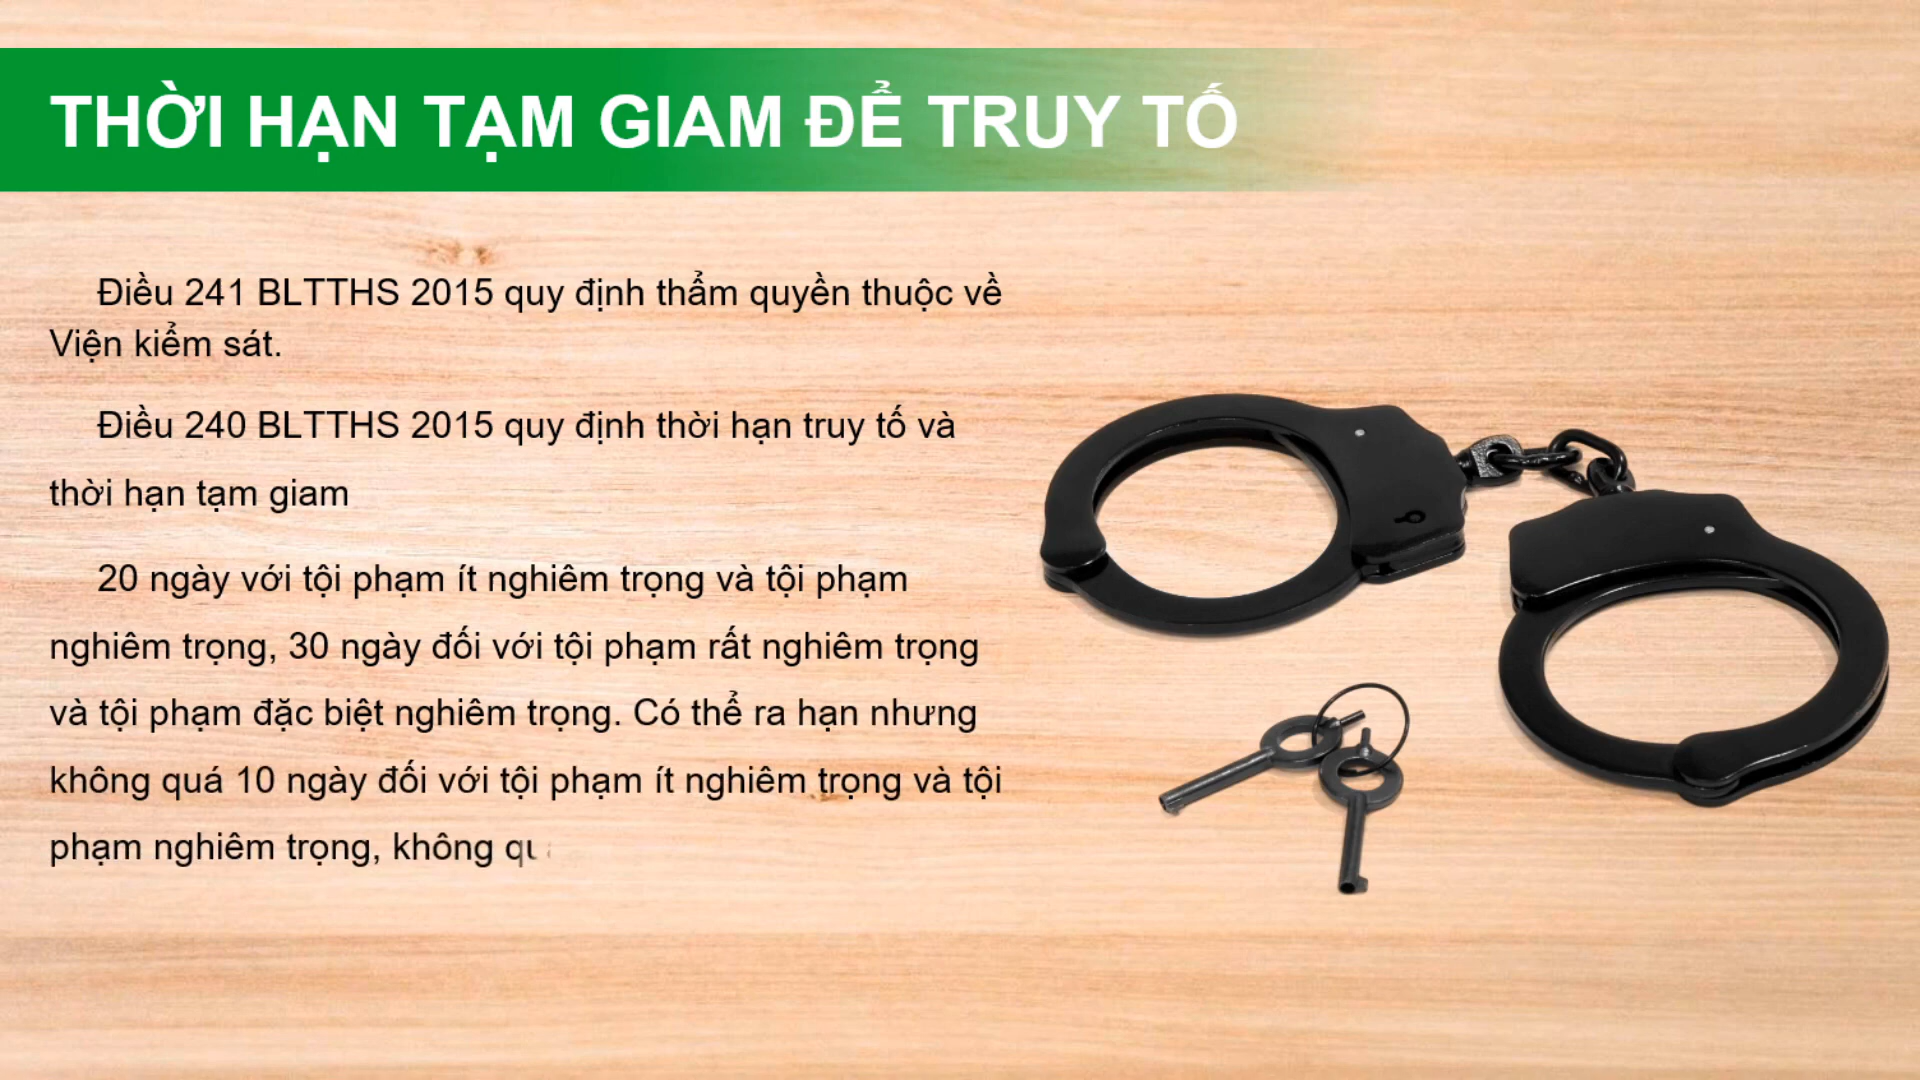 THỜI HẠN TẠM GIAM ĐỂ TRUY TỐ
Điều 241 BLTTHS 2015 quy định thẩm quyền thuộc về
Viện kiểm sát.
Điều 240 BLTTHS 2015 quy định thời hạn truy tố và
thời hạn tạm giam
20 ngày với tội phạm ít nghiêm trọng và tội phạm
nghiêm trọng, 30 ngày đối với tội phạm rất nghiêm trọng
và tội phạm đặc biệt nghiêm trọng. Có thể ra hạn nhưng
không quá 10 ngày đối với tội phạm ít nghiêm trọng và tội
phạm nghiêm trọng, không